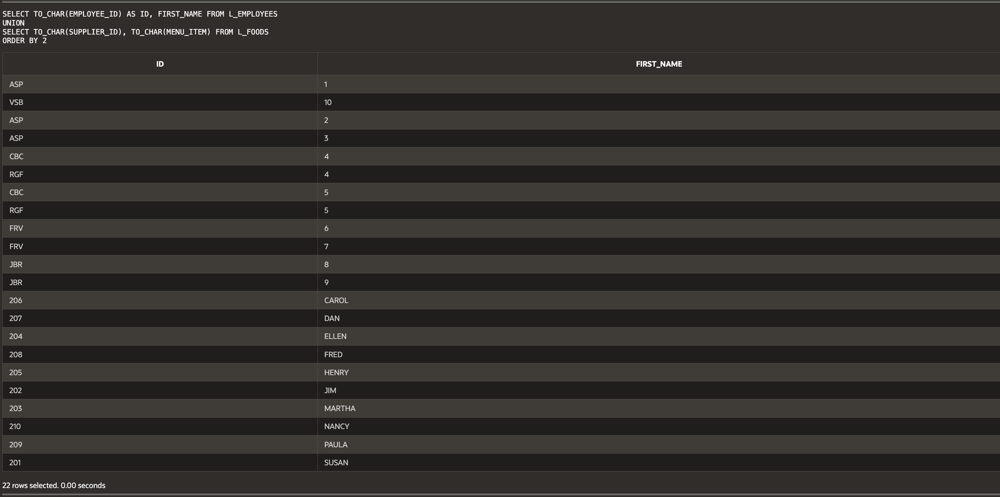 SELECT TO_CHAR(EMPLOYEE_ID) AS ID, FIRST_NAME FROM L_EMPLOYEES
UNION
SELECT TO_CHAR(SUPPLIER_ID), TO_CHAR(MENU_ITEM) FROM L_FOODS
ORDER BY 2
ID FIRST_NAME
ASP 1
VSB 10
ASP 2
ASP 3
CBC 4
RGF 4
CBC 5
RGF 5
FRV 6
FRV 7
JBR 8
JBR 9
206 CAROL
207 DAN
204 ELLEN
208 FRED
205 HENRY
202 JIM
203 MARTHA
210 NANCY
209 PAULA
201 SUSAN
22 rows selected. 0.00 seconds